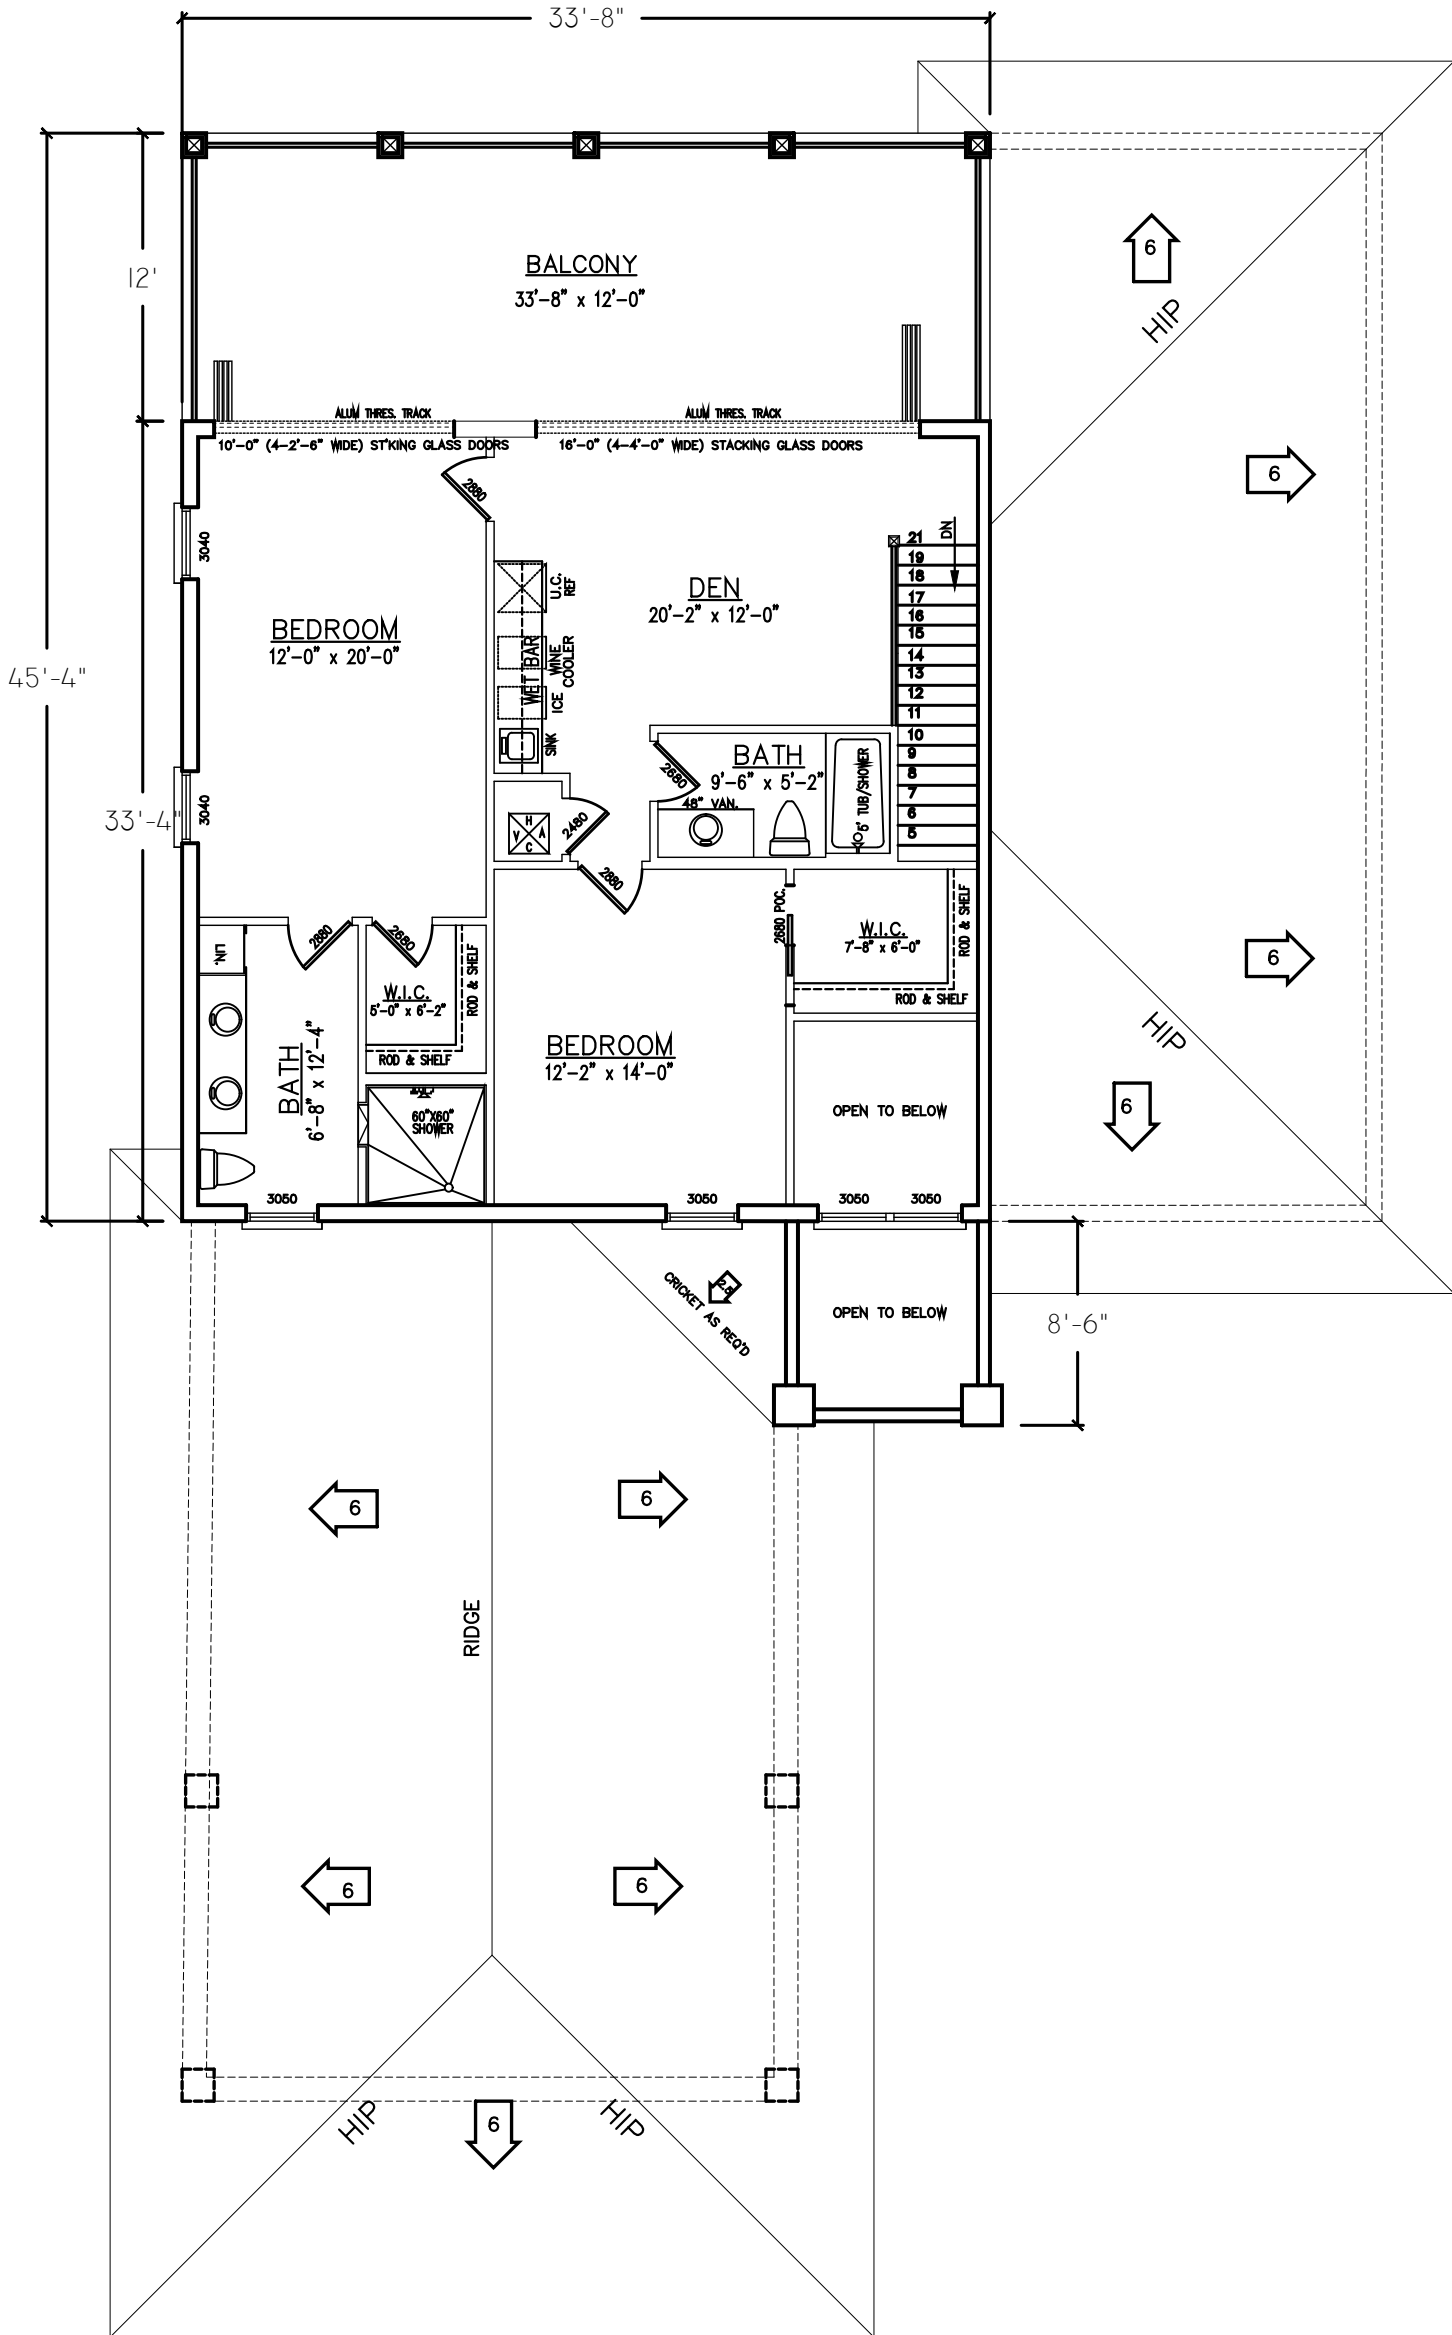 33'-8"
12'
45'-4"
33'-4"
8'-6"
BALCONY
33'-8" x 12'-0"
6
HIP
ALUM THRES. TRACK
ALUM THRES. TRACK
10'-0" (4-2'-6" WIDE) ST'KING GLASS DOORS
16'-0" (4-4'-0" WIDE) STACKING GLASS DOORS
6
2880
3040
DN
21
19
18
17
16
15
14
13
12
11
10
9
8
7
6
5
U.C.
REF
DEN
20'-2" x 12'-0"
BEDROOM
12'-0" x 20'-0"
WET BAR
WINE
COOLER
ICE
SINK
BATH
9'-6" x 5'-2"
2680
48" VAN.
5' TUB/SHOWER
3040
H
V A
C
2480
2880
2680 POC.
W.I.C.
7'-8" x 6'-0"
ROD & SHELF
ROD & SHELF
6
LIN.
2880
2680
W.I.C.
5'-0" x 6'-2"
ROD & SHELF
ROD & SHELF
BEDROOM
12'-2" x 14'-0"
HIP
BATH
6'-8" x 12'-4"
60"X60"
SHOWER
OPEN TO BELOW
6
3050
3050
3050
3050
2.5
CRICKET AS REQ'D
OPEN TO BELOW
6
6
RIDGE
6
6
HIP
HIP
6